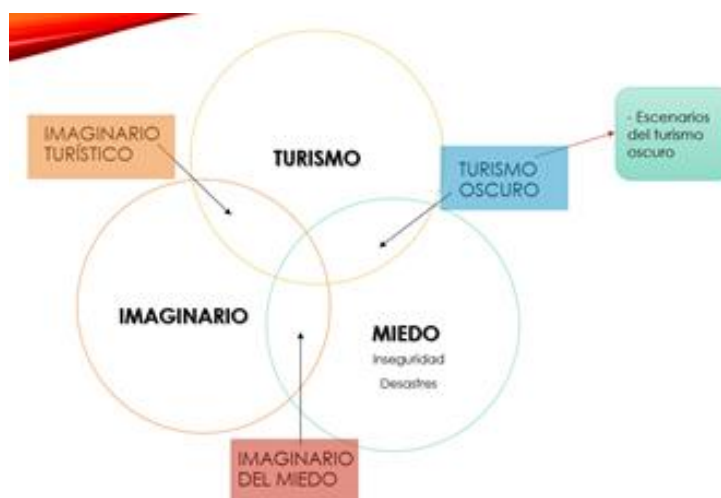 IMAGINARIO
TURÍSTICO
TURISMO
TURISMO
OSCURO
- Escenarios
del turismo
oscuro
IMAGINARIO
MIEDO
Inseguridad
Desastres
IMAGINARIO
DEL MIEDO